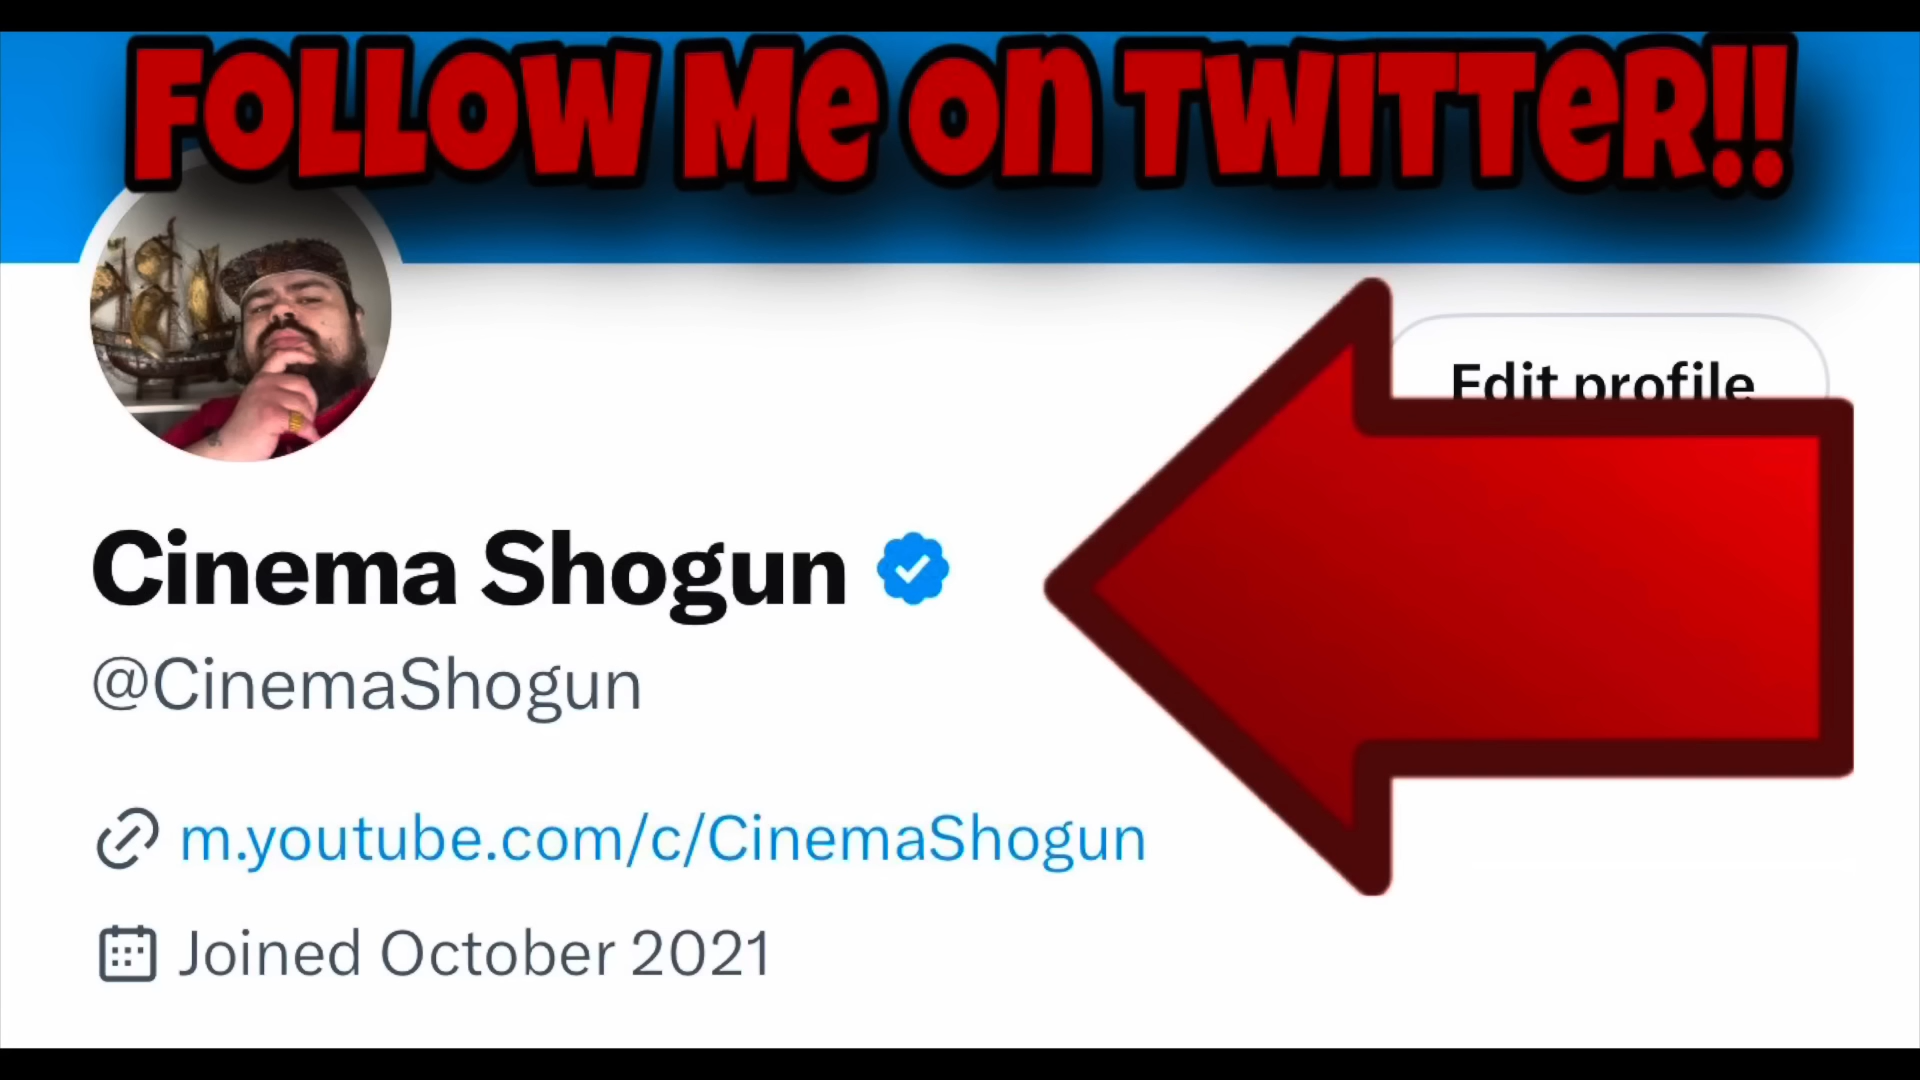 FOLLOW Me On TWITTeR!!
Edit profile
Cinema Shogun
@CinemaShogun
m.youtube.com/c/CinemaShogun
Joined October 2021